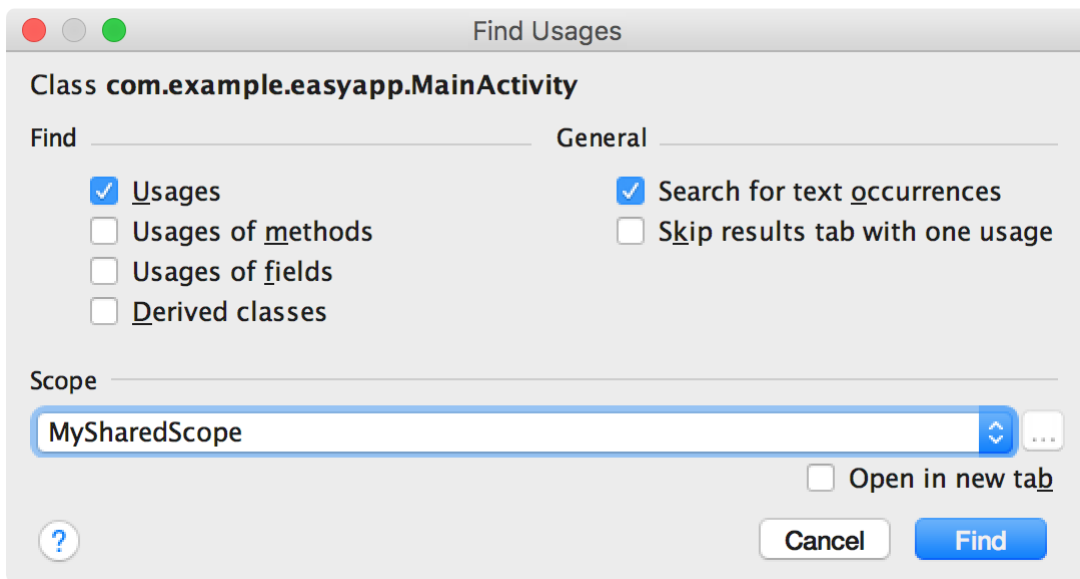 Find Usages
Class com.example.easyapp.MainActivity
Find
General
Usages
Search for text occurrences
Usages of methods
Skip results tab with one usage
Usages of fields
Derived classes
Scope
MySharedScope
...
Open in new tab
?
Cancel
Find